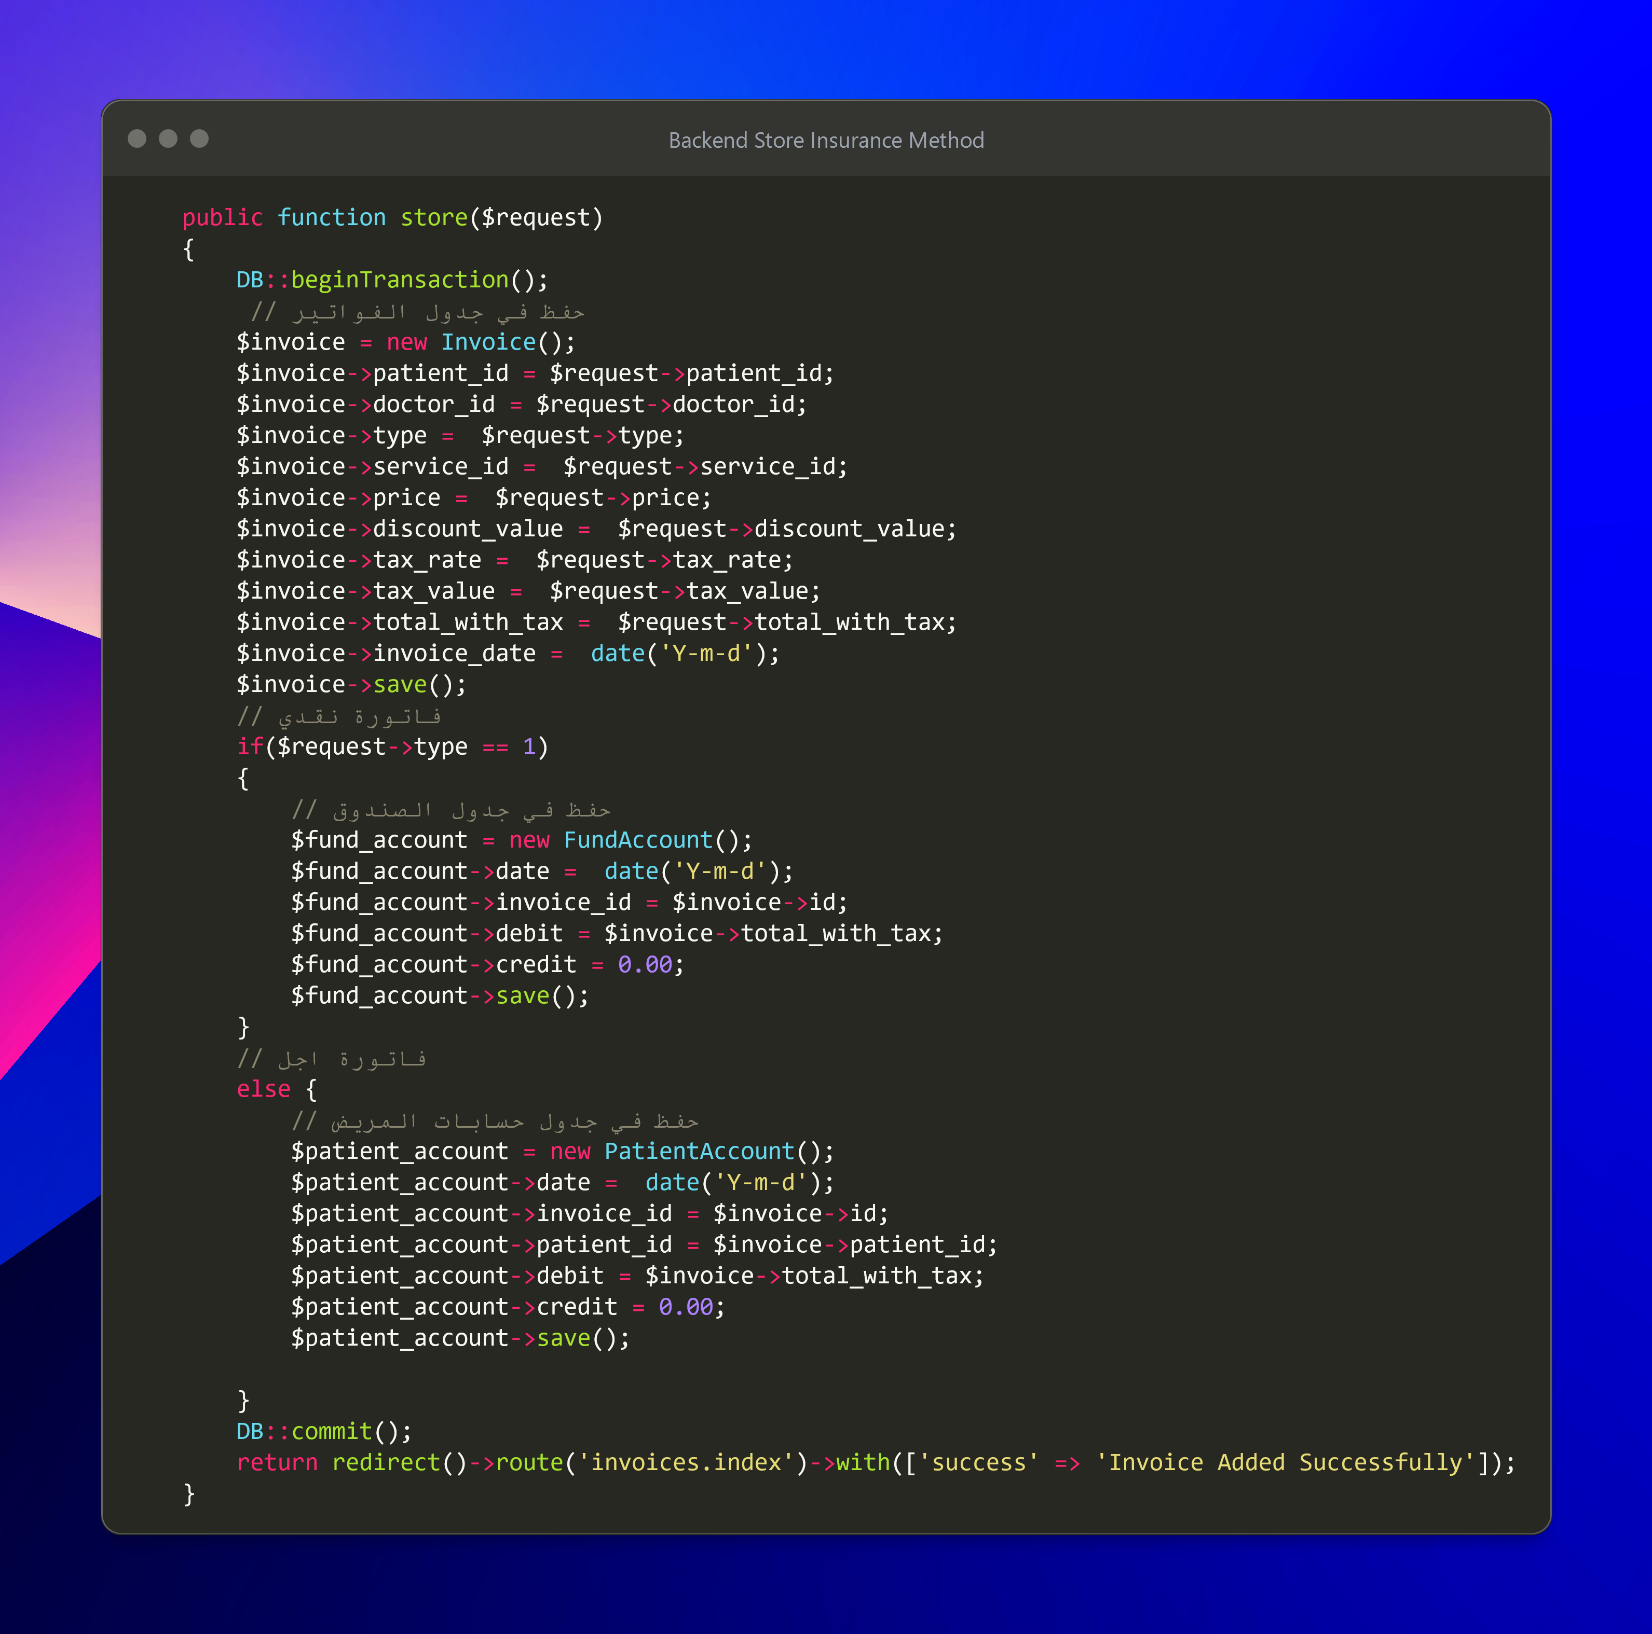 Backend Store Insurance Method
public function store($request)
{
    DB::beginTransaction();
     // حفظ في جدول الفواتير
    $invoice = new Invoice();
    $invoice->patient_id = $request->patient_id;
    $invoice->doctor_id = $request->doctor_id;
    $invoice->type =  $request->type;
    $invoice->service_id =  $request->service_id;
    $invoice->price =  $request->price;
    $invoice->discount_value =  $request->discount_value;
    $invoice->tax_rate =  $request->tax_rate;
    $invoice->tax_value =  $request->tax_value;
    $invoice->total_with_tax =  $request->total_with_tax;
    $invoice->invoice_date =  date('Y-m-d');
    $invoice->save();
    // فاتورة نقدي
    if($request->type == 1)
    {
        // حفظ في جدول الصندوق
        $fund_account = new FundAccount();
        $fund_account->date =  date('Y-m-d');
        $fund_account->invoice_id = $invoice->id;
        $fund_account->debit = $invoice->total_with_tax;
        $fund_account->credit = 0.00;
        $fund_account->save();
    }
    // فاتورة اجل
    else {
        // حفظ في جدول حسابات المريض
        $patient_account = new PatientAccount();
        $patient_account->date =  date('Y-m-d');
        $patient_account->invoice_id = $invoice->id;
        $patient_account->patient_id = $invoice->patient_id;
        $patient_account->debit = $invoice->total_with_tax;
        $patient_account->credit = 0.00;
        $patient_account->save();
    }
    DB::commit();
    return redirect()->route('invoices.index')->with(['success' => 'Invoice Added Successfully']);
}